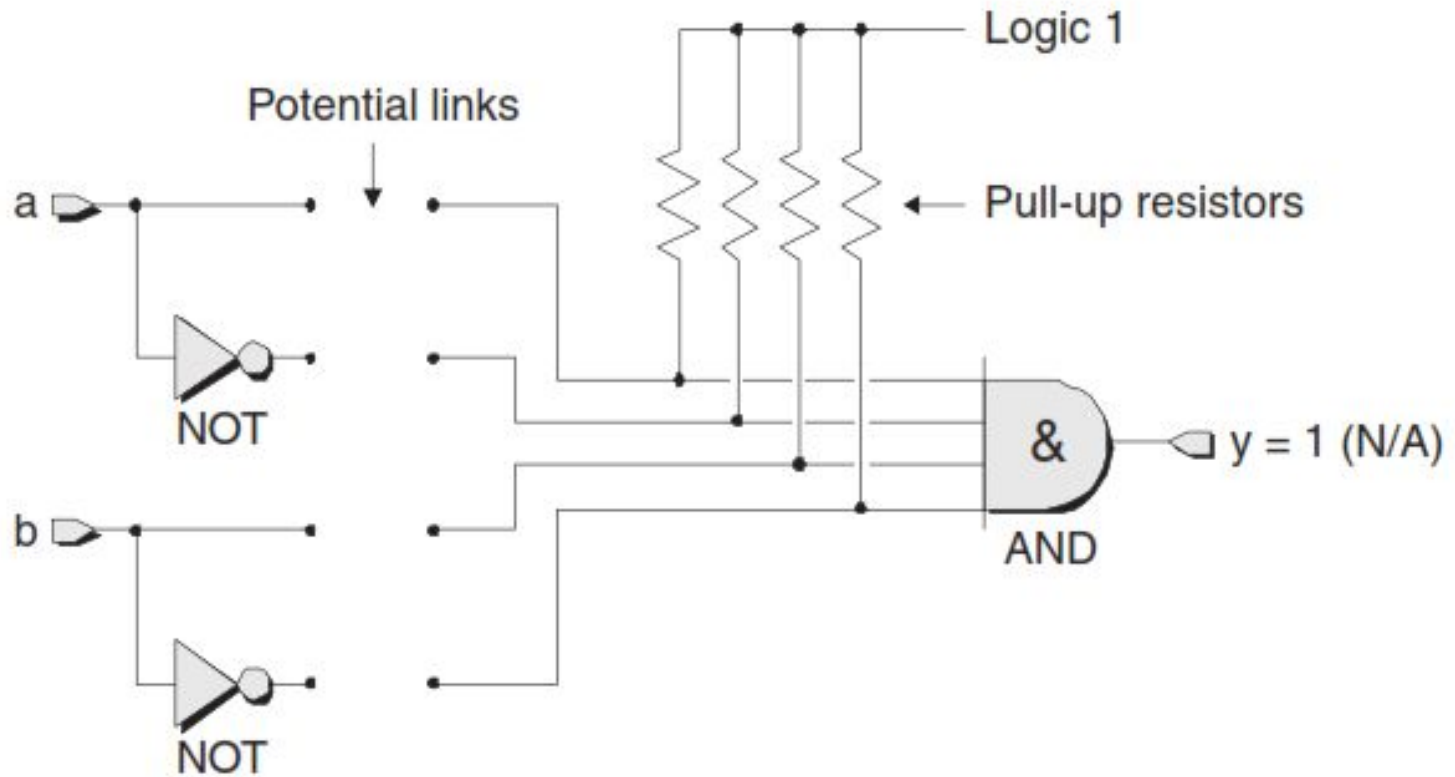 Logic 1
Potential links
a
Pull-up resistors
NOT
&
y = 1 (N/A)
b
AND
NOT